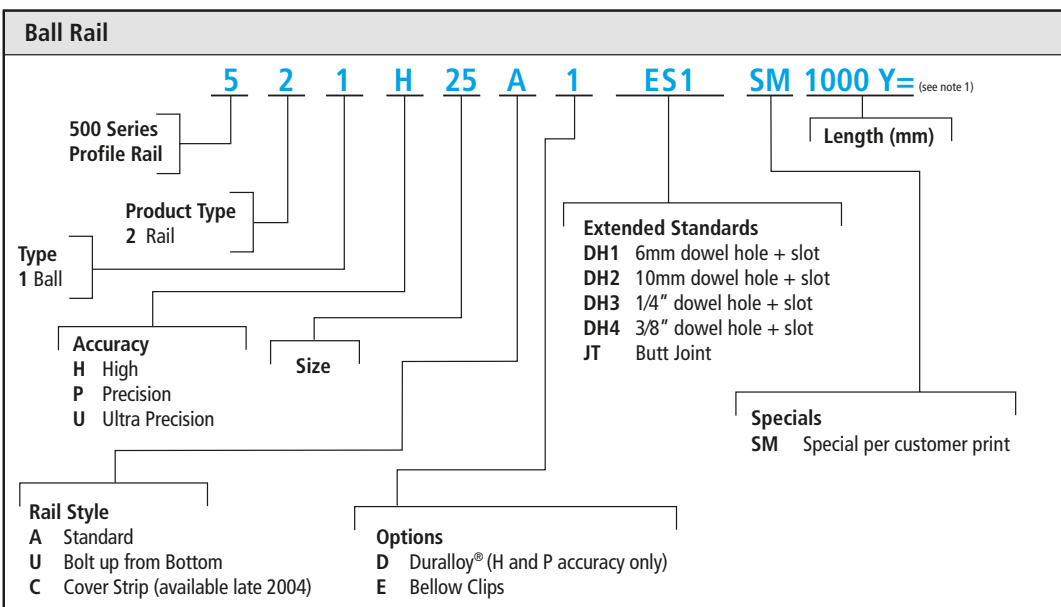 Ball Rail
5 2 1 H 25 A 1 ES1 SM 1000 Y= (see note 1)
500 Series
Profile Rail
Length (mm)
Product Type
2 Rail
Type
1 Ball
Extended Standards
DH1 6mm dowel hole + slot
DH2 10mm dowel hole + slot
DH3 1/4" dowel hole + slot
DH4 3/8" dowel hole + slot
JT Butt Joint
Accuracy
H High
P Precision
U Ultra Precision
Size
Specials
SM Special per customer print
Rail Style
A Standard
U Bolt up from Bottom
C Cover Strip (available late 2004)
Options
D Duralloy® (H and P accuracy only)
E Bellow Clips